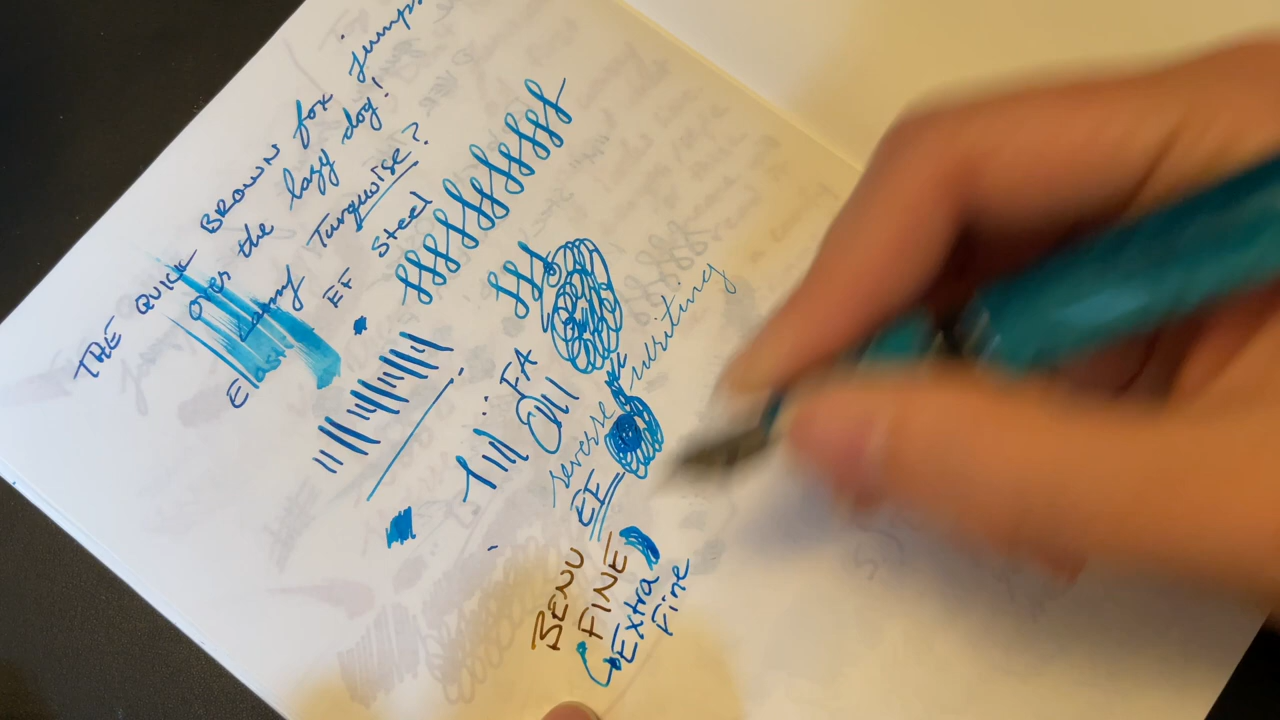 THE QUICK BROWN fox jumps
over the lazy dog!
Lamy Turquoise?
EF Steel
FA
reverse writing
EF
BENU
FINE
Extra
Fine